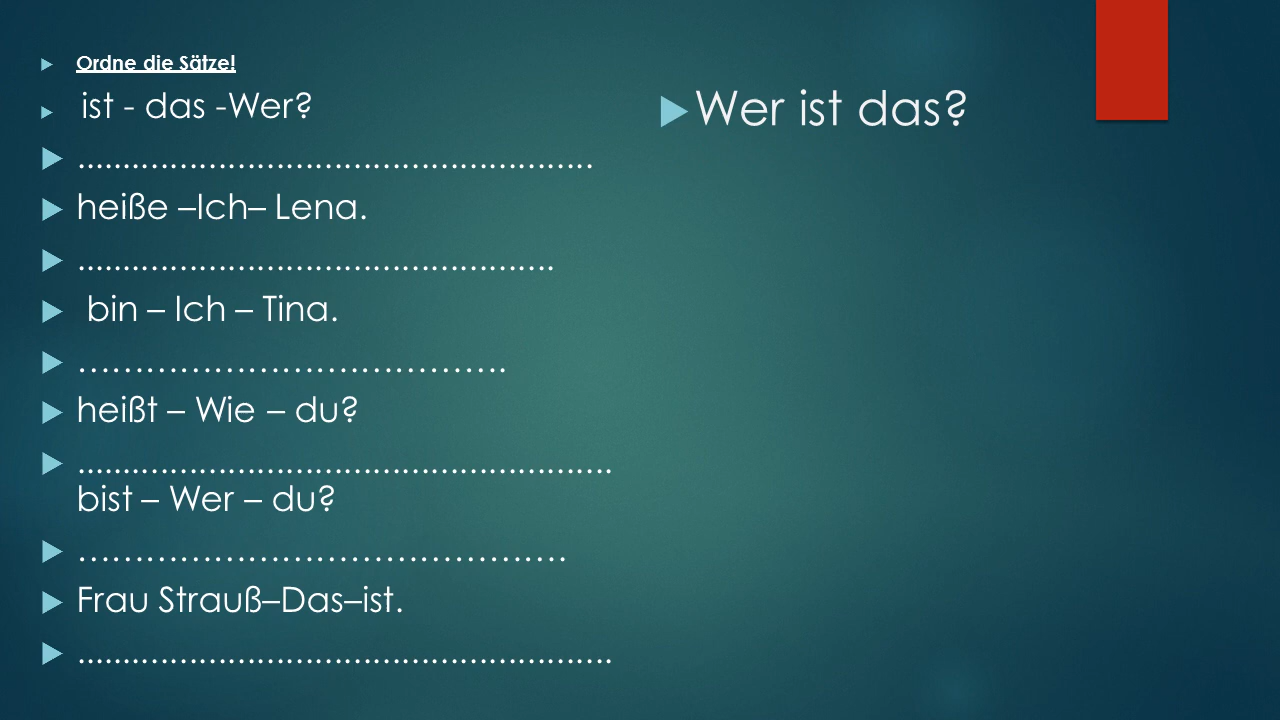 Ordne die Sätze!
ist - das -Wer?
..........................................................
heiße –Ich– Lena.
......................................................
bin – Ich – Tina.
……………………………….
heißt – Wie – du?
............................................................
bist – Wer – du?
……………………………………
Frau Strauß–Das–ist.
............................................................
Wer ist das?